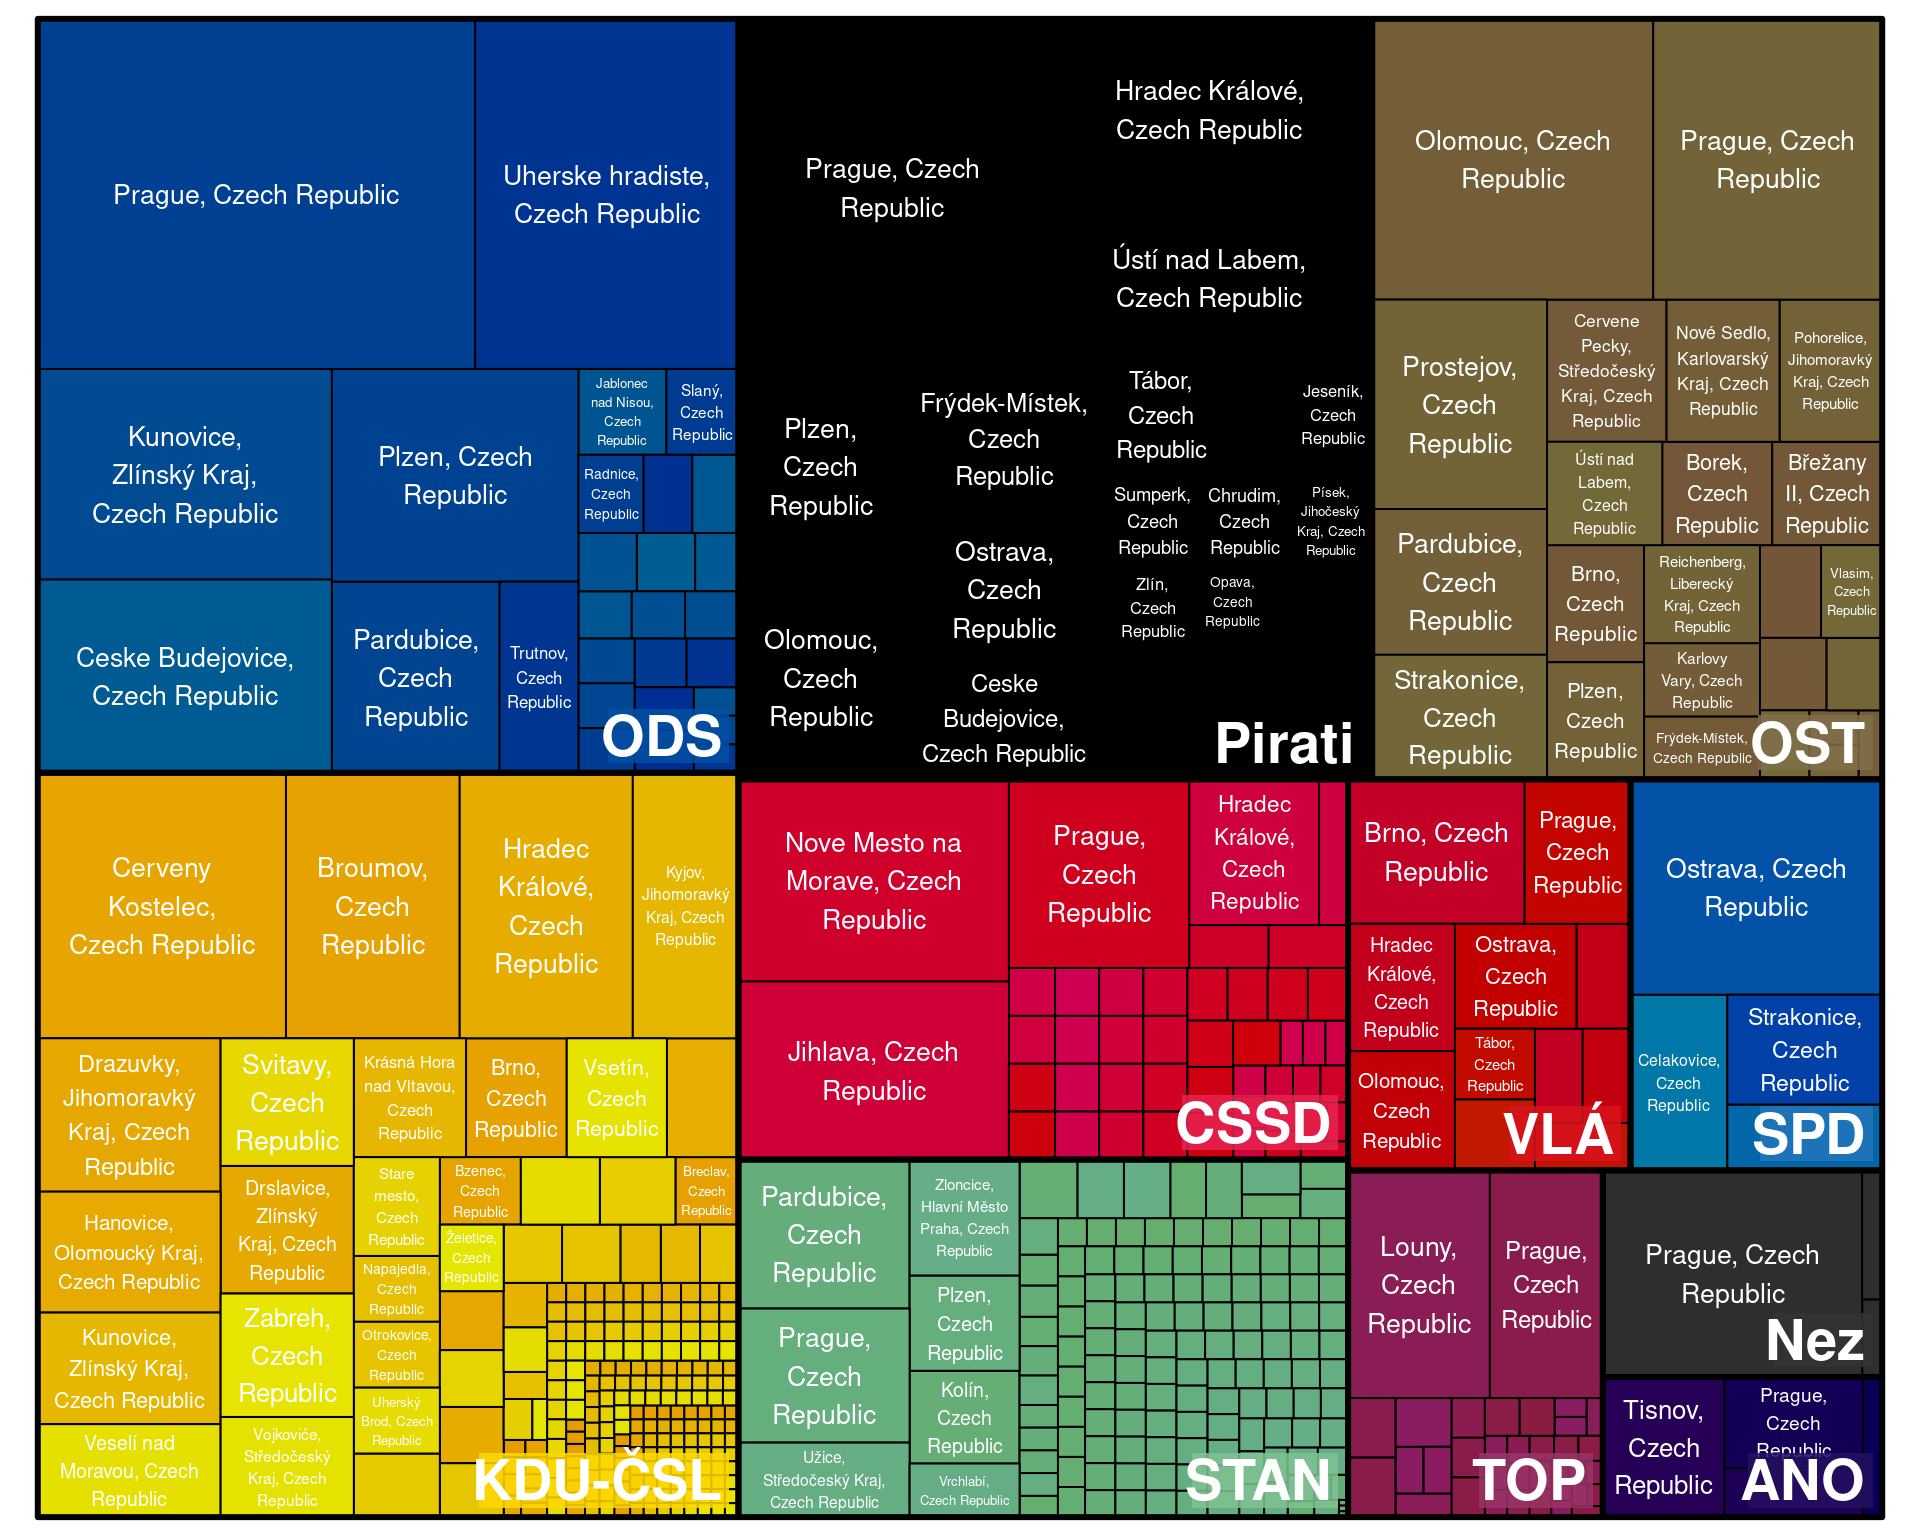 Prague, Czech Republic
Uherske hradiste,
Czech Republic
Kunovice,
Zlínský Kraj,
Czech Republic
Plzen, Czech
Republic
Jablonec
nad Nisou,
Czech
Republic
Slaný,
Czech
Republic
Radnice,
Czech
Republic
Ceske Budejovice,
Czech Republic
Pardubice,
Czech
Republic
Trutnov,
Czech
Republic
ODS
Prague, Czech
Republic
Hradec Králové,
Czech Republic
Ústí nad Labem,
Czech Republic
Plzen,
Czech
Republic
Frýdek-Místek,
Czech
Republic
Tábor,
Czech
Republic
Jeseník,
Czech
Republic
Sumperk,
Czech
Republic
Chrudim,
Czech
Republic
Písek,
Jihočeský
Kraj, Czech
Republic
Ostrava,
Czech
Republic
Zlín,
Czech
Republic
Opava,
Czech
Republic
Olomouc,
Czech
Republic
Ceske
Budejovice,
Czech Republic
Pirati
Olomouc, Czech
Republic
Prague, Czech
Republic
Prostejov,
Czech
Republic
Cervene
Pecky,
Středočeský
Kraj, Czech
Republic
Nové Sedlo,
Karlovarský
Kraj, Czech
Republic
Pohorelice,
Jihomoravký
Kraj, Czech
Republic
Ústí nad
Labem,
Czech
Republic
Borek,
Czech
Republic
Břežany
II, Czech
Republic
Pardubice,
Czech
Republic
Brno,
Czech
Republic
Reichenberg,
Liberecký
Kraj, Czech
Republic
Vlasim,
Czech
Republic
Karlovy
Vary, Czech
Republic
Strakonice,
Czech
Republic
Plzen,
Czech
Republic
Frýdek-Místek,
Czech Republic
OST
Cerveny
Kostelec,
Czech Republic
Broumov,
Czech
Republic
Hradec
Králové,
Czech
Republic
Kyjov,
Jihomoravký
Kraj, Czech
Republic
Drazuvky,
Jihomoravký
Kraj, Czech
Republic
Svitavy,
Czech
Republic
Krásná Hora
nad Vltavou,
Czech
Republic
Brno,
Czech
Republic
Vsetín,
Czech
Republic
Drslavice,
Zlínský
Kraj, Czech
Republic
Stare
mesto,
Czech
Republic
Bzenec,
Czech
Republic
Breclav,
Czech
Republic
Hanovice,
Olomoucký Kraj,
Czech Republic
Želetice,
Czech
Republic
Napajedla,
Czech
Republic
Zabreh,
Czech
Republic
Kunovice,
Zlínský Kraj,
Czech Republic
Otrokovice,
Czech
Republic
Uherský
Brod, Czech
Republic
Veselí nad
Moravou, Czech
Republic
Vojkoviće,
Středočeský
Kraj, Czech
Republic
KDU-ČSL
Nove Mesto na
Morave, Czech
Republic
Prague,
Czech
Republic
Hradec
Králové,
Czech
Republic
Jihlava, Czech
Republic
CSSD
Brno, Czech
Republic
Prague,
Czech
Republic
Hradec
Králové,
Czech
Republic
Ostrava,
Czech
Republic
Tábor,
Czech
Republic
Olomouc,
Czech
Republic
VLÁ
Ostrava, Czech
Republic
Celakovice,
Czech
Republic
Strakonice,
Czech
Republic
SPD
Pardubice,
Czech
Republic
Zloncice,
Hlavní Město
Praha, Czech
Republic
Prague,
Czech
Republic
Plzen,
Czech
Republic
Kolín,
Czech
Republic
Užice,
Středočeský Kraj,
Czech Republic
Vrchlabí,
Czech Republic
STAN
Louny,
Czech
Republic
Prague,
Czech
Republic
TOP
Prague, Czech
Republic
Nez
Tisnov,
Czech
Republic
Prague,
Czech
Republic
ANO